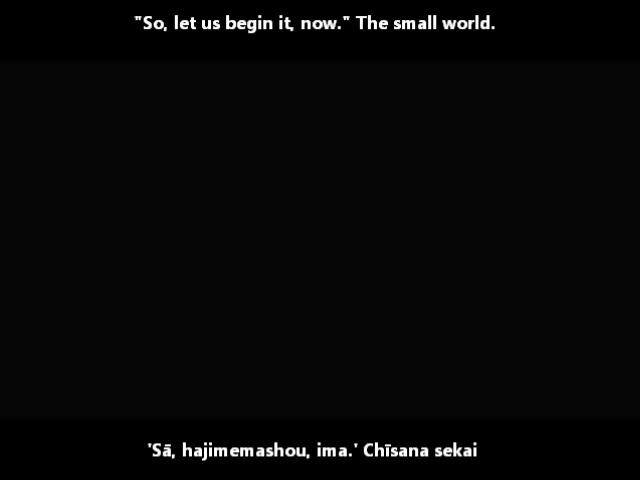 "So, let us begin it, now." The small world.
'Sā, hajimemashou, ima.' Chīsana sekai